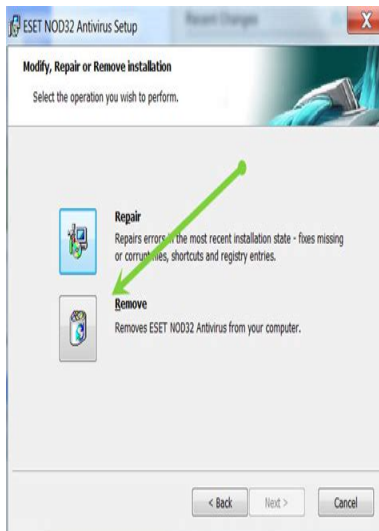 ESET NOD32 Antivirus Setup
Recent Changes
Modify, Repair or Remove installation
Select the operation you wish to perform.
Repair
Repairs errors in the most recent installation state - fixes missing
or corrupt files, shortcuts and registry entries.
Remove
Removes ESET NOD32 Antivirus from your computer.
< Back
Next >
Cancel